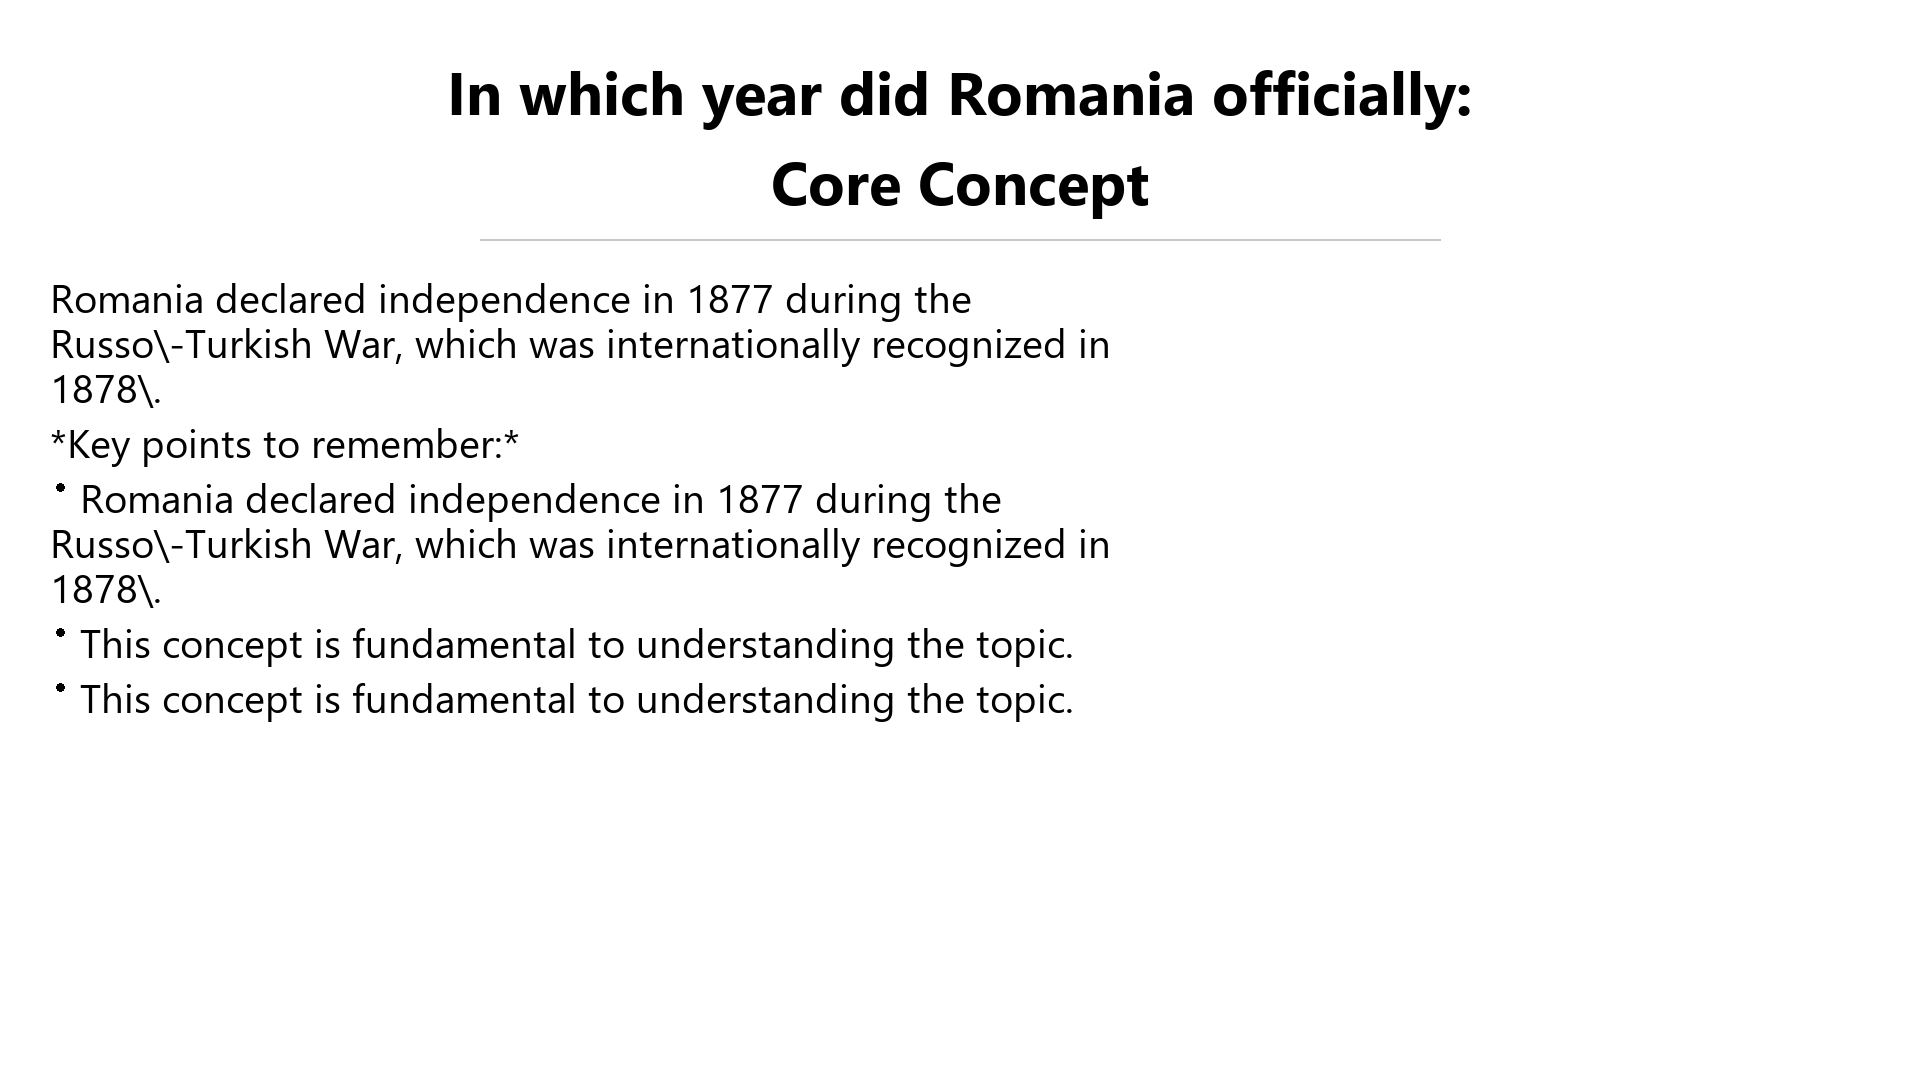 In which year did Romania officially:
Core Concept
Romania declared independence in 1877 during the
Russo\-Turkish War, which was internationally recognized in
1878\.
*Key points to remember:*
• Romania declared independence in 1877 during the
Russo\-Turkish War, which was internationally recognized in
1878\.
• This concept is fundamental to understanding the topic.
• This concept is fundamental to understanding the topic.